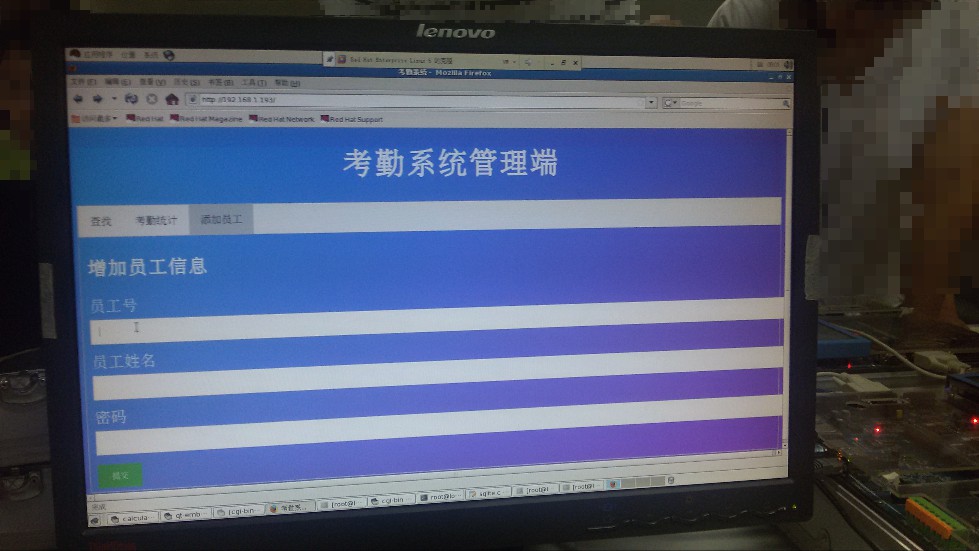 lenovo
应用程序 位置 系统
Red Hat Enterprise Linux 5
考勤系统 - Mozilla Firefox
文件(F) 编辑(E) 查看(V) 历史(S) 书签(B) 工具(T) 帮助(H)
http://192.168.1.193/
Google
访问最多 Red Hat Red Hat Magazine Red Hat Network Red Hat Support
考勤系统管理端
查找 考勤统计 添加员工
增加员工信息
员工号
员工姓名
密码
提交
完成
calcula qt emb [cgi-bin 考勤系... [root@l cgi-bin root@lo sqlite c [root@l [root@l